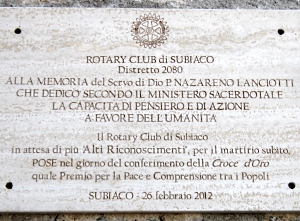 ROTARY CLUB di SUBIACO
Distretto 2080
ALLA MEMORIA del Servo di Dio P. NAZARENO LANCIOTTI
CHE DEDICO SECONDO IL MINISTERO SACERDOTALE
LA CAPACITA DI PENSIERO E DI AZIONE
A FAVORE DELL'UMANITA
Il Rotary Club di Subiaco
in attesa di più 'Alti Riconoscimenti', per il martirio subito,
POSE nel giorno del conferimento della Croce d'Oro
quale Premio per la Pace e Comprensione tra i Popoli
SUBIACO - 26 febbraio 2012